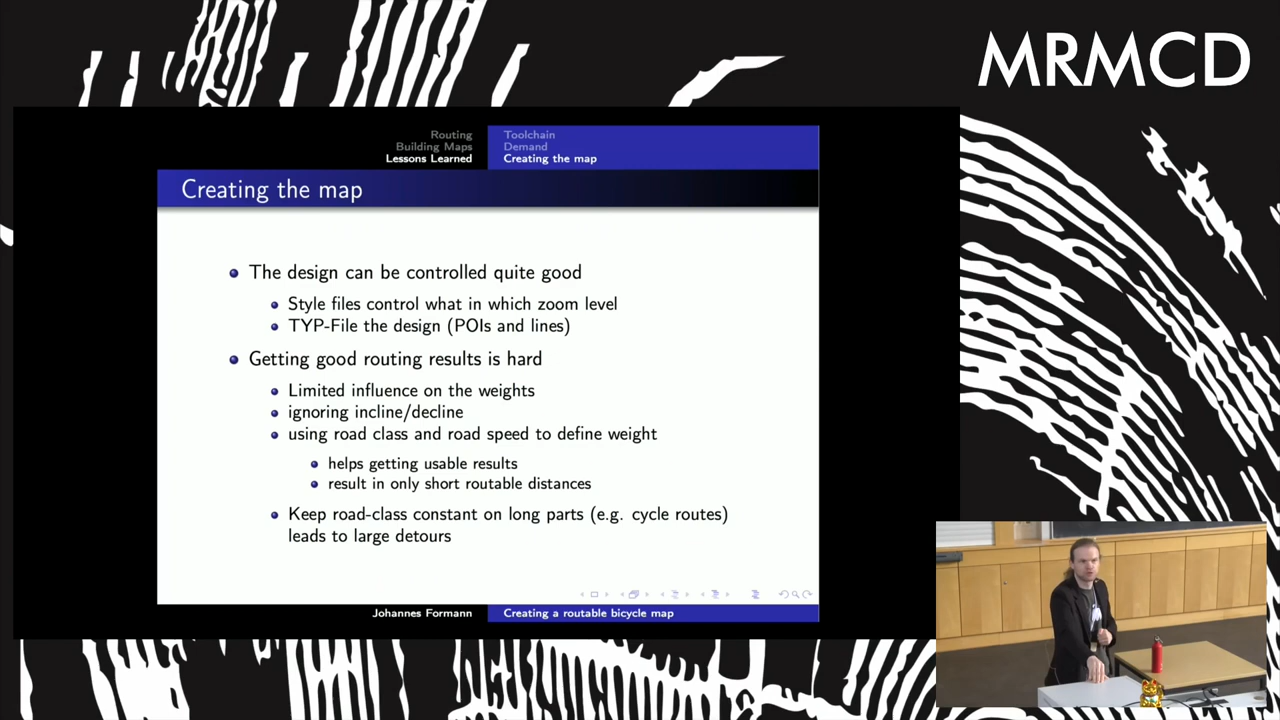 MRMCD
Routing
Building Maps
Lessons Learned
Toolchain
Demand
Creating the map
Creating the map
The design can be controlled quite good
Style files control what in which zoom level
TYP-File the design (POIs and lines)
Getting good routing results is hard
Limited influence on the weights
ignoring incline/decline
using road class and road speed to define weight
helps getting usable results
result in only short routable distances
Keep road-class constant on long parts (e.g. cycle routes)
leads to large detours
Johannes Formann
Creating a routable bicycle map